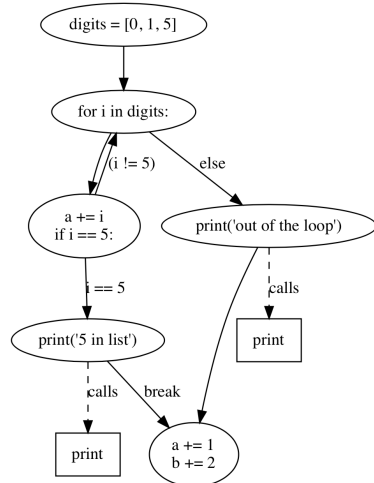 digits = [0, 1, 5]
for i in digits:
(i != 5)
else
a += i
if i == 5:
print('out of the loop')
i == 5
calls
print('5 in list')
print
calls
break
print
a += 1
b += 2